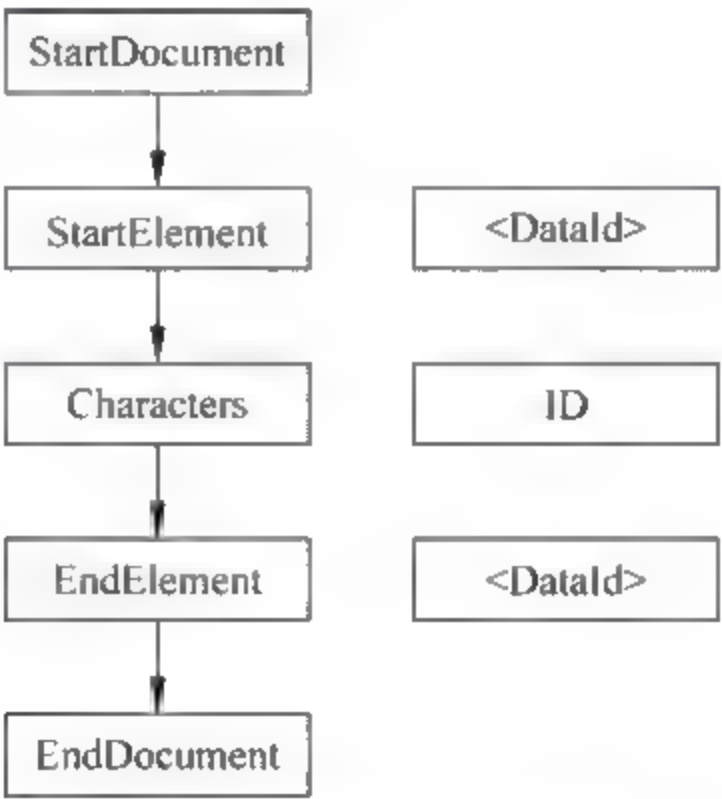 StartDocument
StartElement
<DataId>
Characters
ID
EndElement
<DataId>
EndDocument